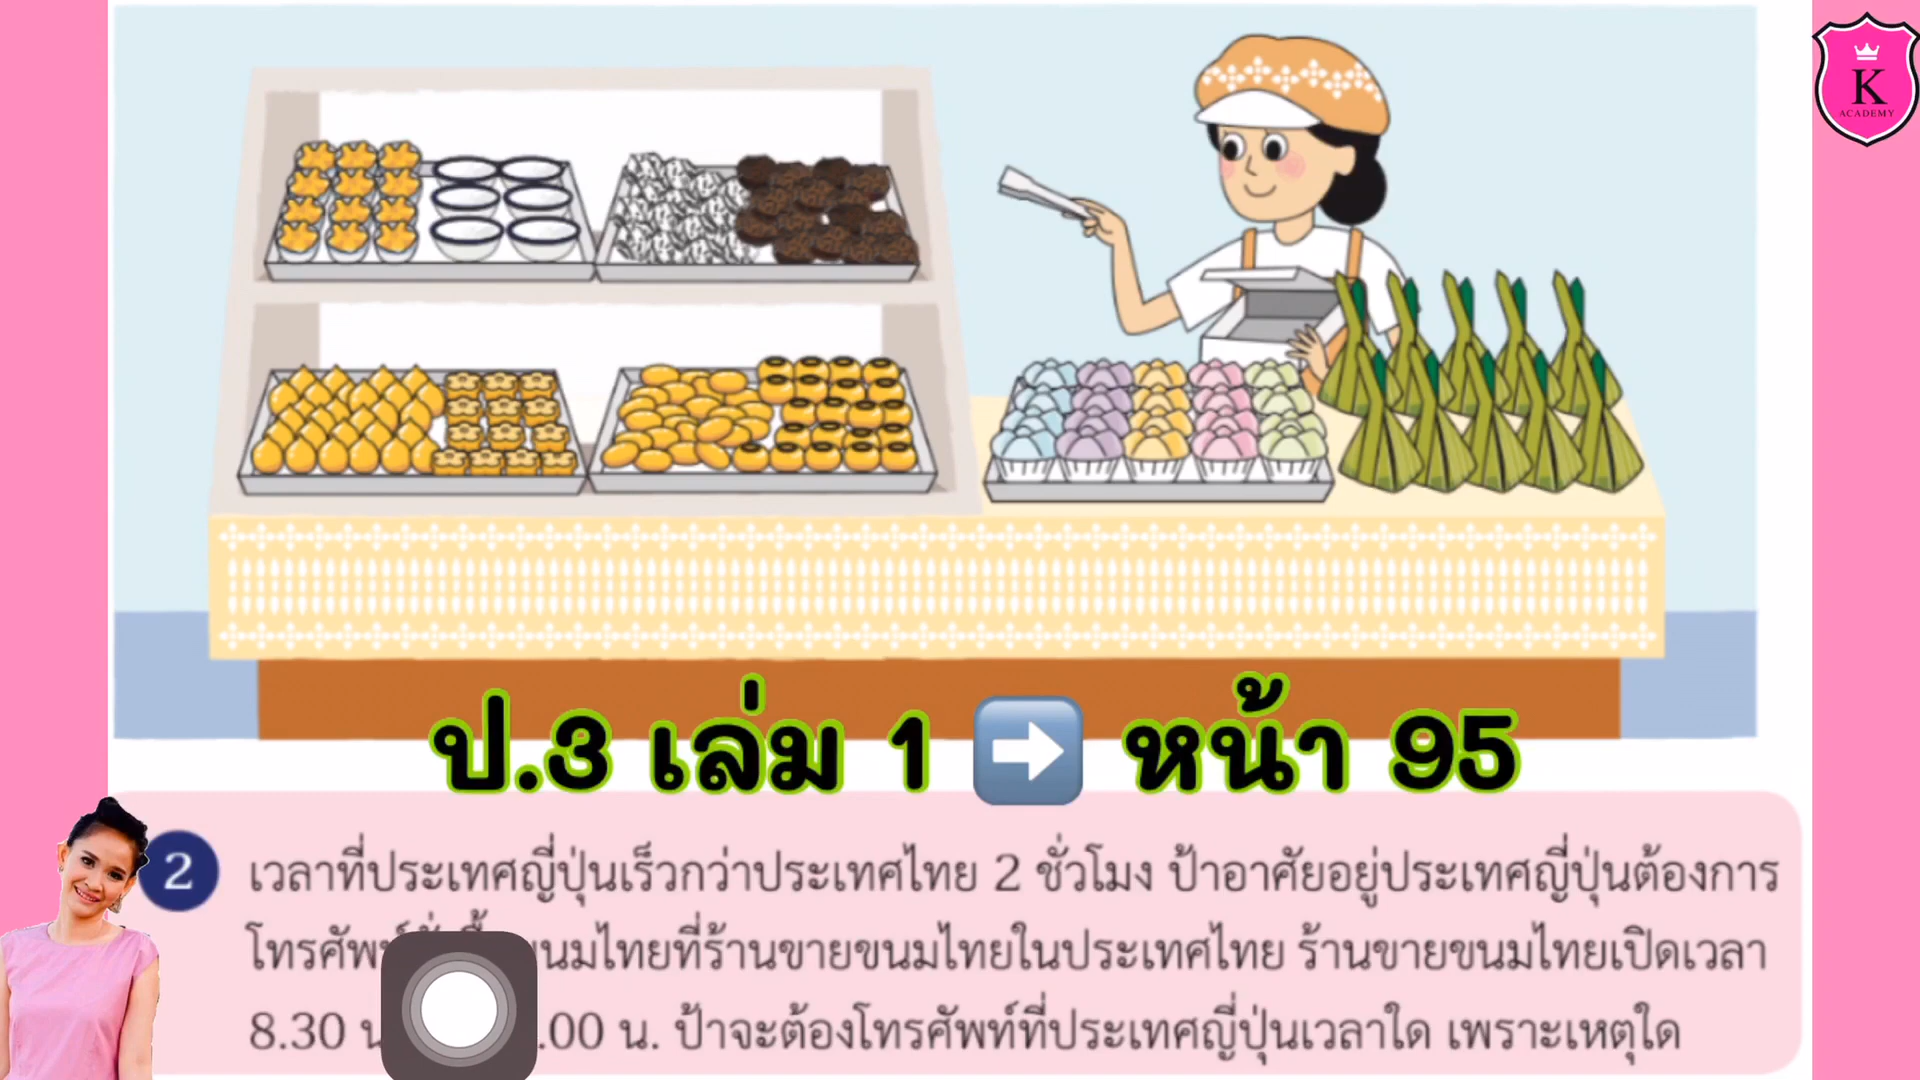 K
ACADEMY
ป.3 เล่ม 1 ➡️ หน้า 95
2 เวลาที่ประเทศญี่ปุ่นเร็วกว่าประเทศไทย 2 ชั่วโมง ป้าอาศัยอยู่ประเทศญี่ปุ่นต้องการ
ขนมไทยที่ร้านขายขนมไทยในประเทศไทย ร้านขายขนมไทยเปิดเวลา
8.30 .00 น. ป้าจะต้องโทรศัพท์ที่ประเทศญี่ปุ่นเวลาใด เพราะเหตุใด